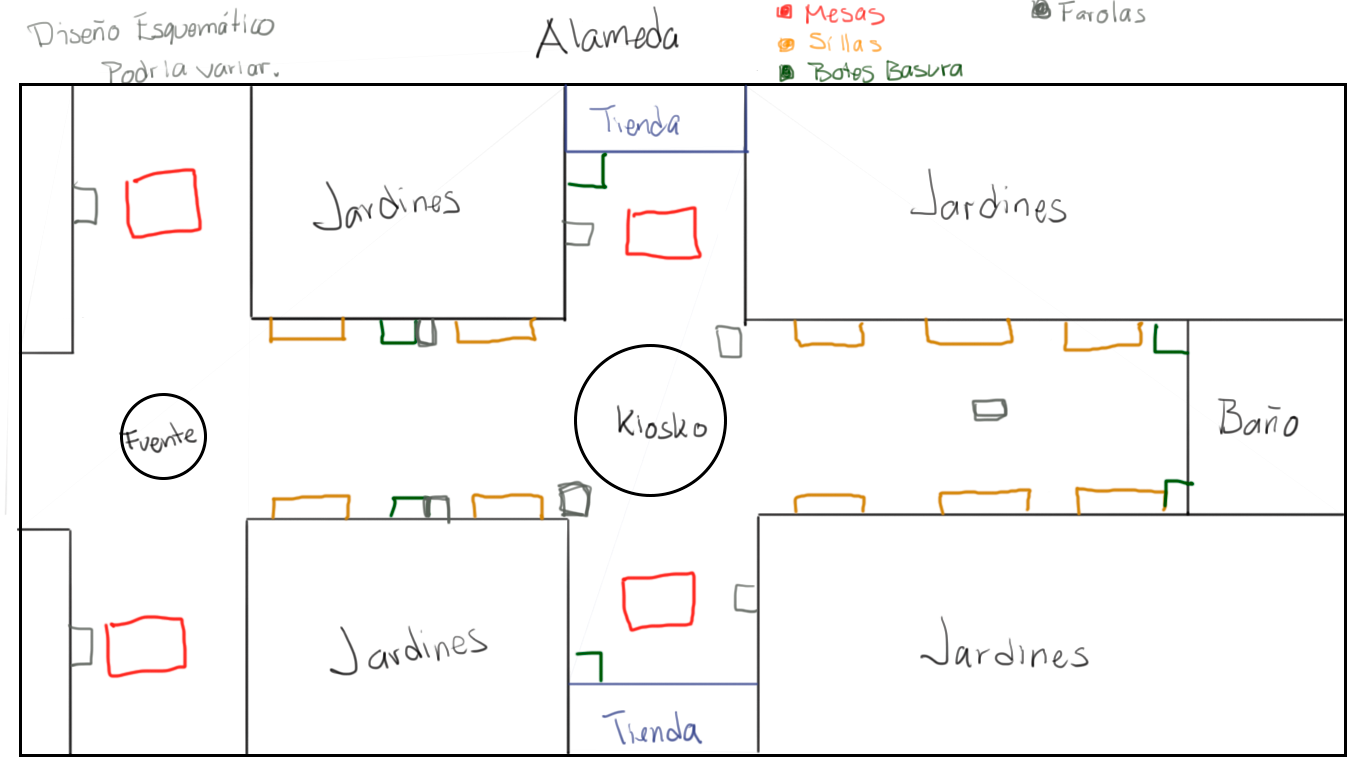 Diseño Esquemático
Podría variar.
Alameda
Mesas
Sillas
Botes Basura
Farolas
Tienda
Jardines
Jardines
Fuente
Kiosko
Baño
Jardines
Jardines
Tienda